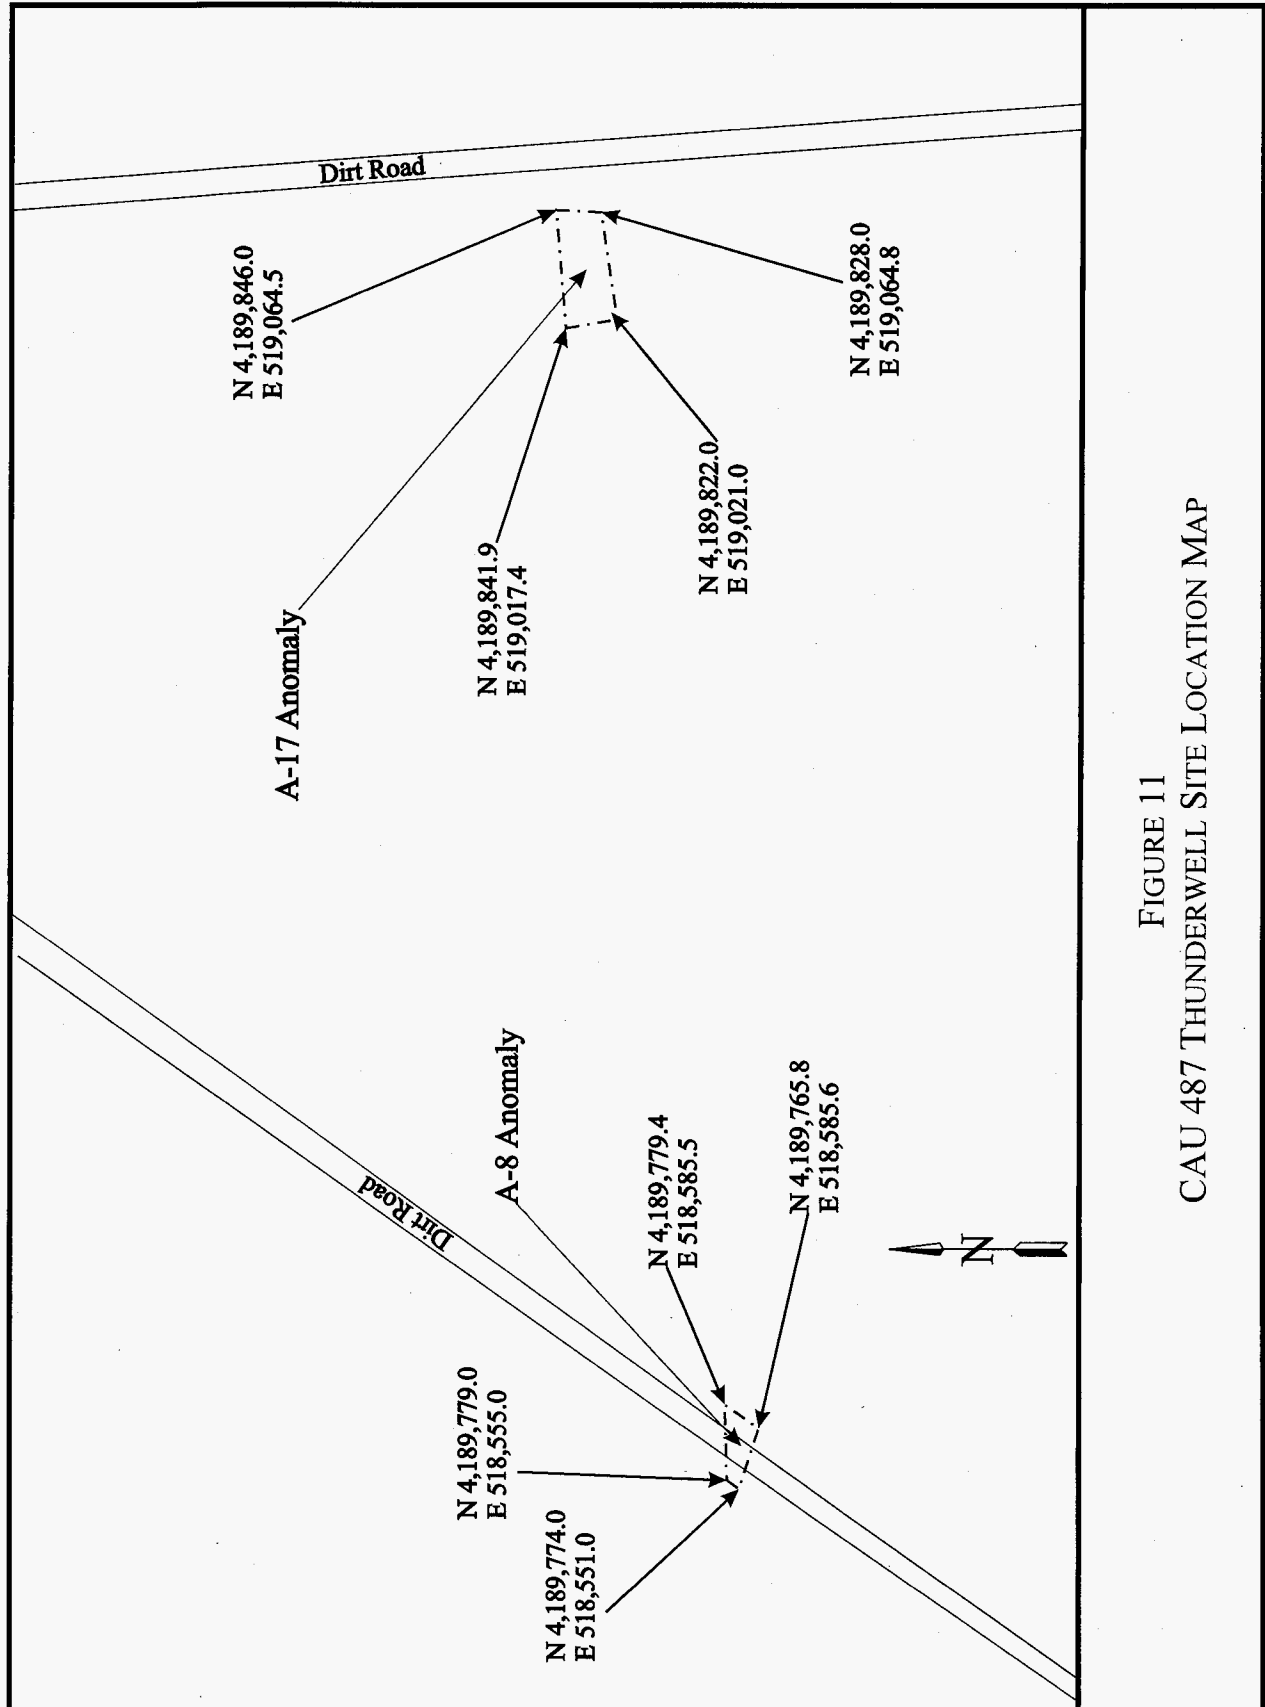 N 4,189,779.0
E 518,555.0
N 4,189,774.0
E 518,551.0
Dirt Road
A-8 Anomaly
N 4,189,779.4
E 518,585.5
N 4,189,765.8
E 518,585.6
N
A-17 Anomaly
N 4,189,841.9
E 519,017.4
N 4,189,822.0
E 519,021.0
N 4,189,846.0
E 519,064.5
N 4,189,828.0
E 519,064.8
Dirt Road
FIGURE 11
CAU 487 THUNDERWELL SITE LOCATION MAP